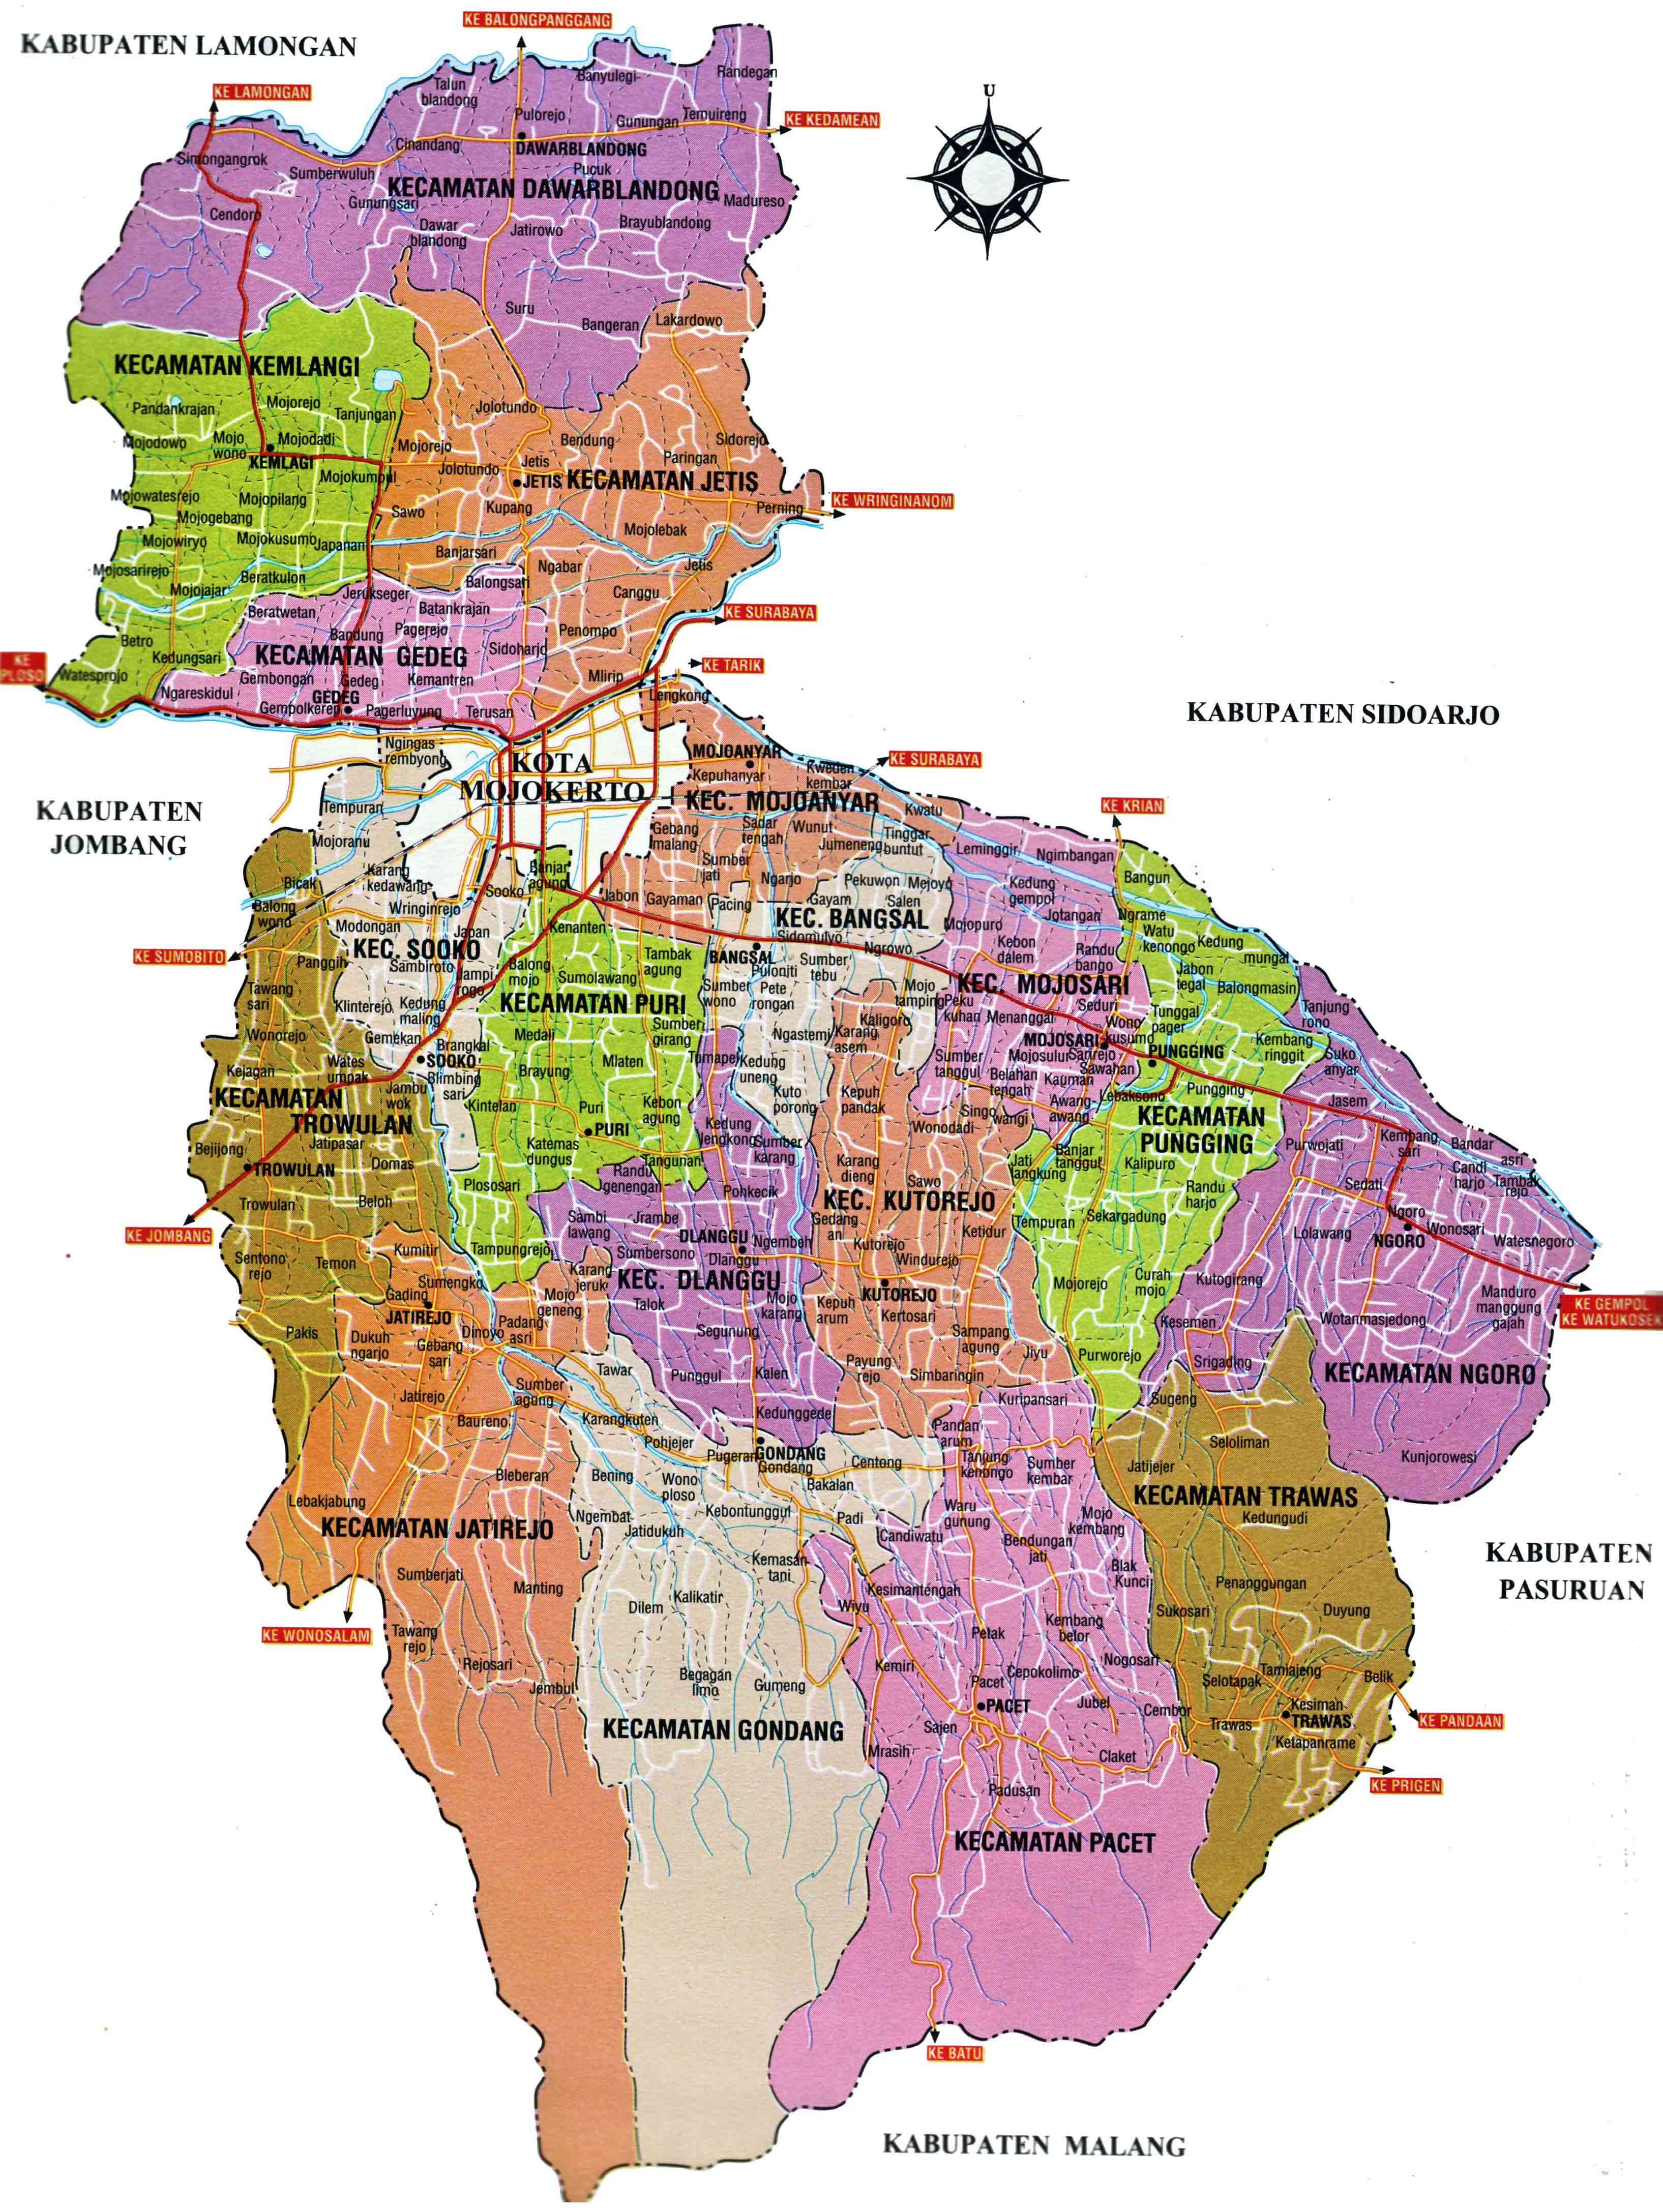 KE BALONGPANGGANG
KABUPATEN LAMONGAN
KE LAMONGAN
Talun
blandong
Banyulegi
Randegan
Pulorejo
Gunungan
Temuireng
KE KEDAMEAN
U
Simongangrok
Cinandang
DAWARBLANDONG
Sumberwuluh
Pucuk
KECAMATAN DAWARBLANDONG
Gunungsari
Madureso
Cendoro
Dawar
blandong
Jatirowo
Brayublandong
Suru
Bangeran
Lakardowo
KECAMATAN KEMLANGI
Pandankrajan
Mojorejo
Tanjungan
Jolotundo
Mojodowo
Mojo
wono
Mojodadi
Mojorejo
Bendung
Sidorejo
KEMLAGI
Jolotundo
Jetis
Paringan
Mojokumpul
JETIS
KECAMATAN JETIS
Mojowatesrejo
Mojopilang
Mojogebang
Sawo
Kupang
Perning
KE WRINGINANOM
Mojowiryo
Mojokusumo
Japanan
Mojolebak
Banjarsari
Mojosarirejo
Beratkulon
Balongsari
Ngabar
Jetis
Mojojajar
Jerukseger
Canggu
Beratwetan
Batankrajan
KE SURABAYA
Betro
Bandung
Pagerejo
Penompo
Kedungsari
KECAMATAN GEDEG
Sidoharjo
KE TARIK
KE
PLOSO
Watesprojo
Gembongan
Gedeg
Kemantren
Mlirip
Ngareskidul
GEDEG
Lengkong
Gempolkerep
Pagerluyung
Terusan
KABUPATEN SIDOARJO
Ngingas
rembyong
KOTA
MOJOKERTO
MOJOANYAR
Kepuhanyar
Kweden
kembar
KE SURABAYA
KABUPATEN
JOMBANG
Tempuran
KEC. MOJOANYAR
Kwatu
KE KRIAN
Mojoranu
Gebang
malang
Sadar
tengah
Wunut
Tinggar
buntut
Jumeneng
Leminggir
Ngimbangan
Bicak
Karang
kedawang
Sooko
Banjar
agung
Sumber
jati
Ngarjo
Pekuwon
Mejoyo
Kedung
gempol
Bangun
Balong
wono
Wringinrejo
Jabon
Gayaman
Pacing
Gayam
Salen
Jotangan
Ngrame
Modongan
Japan
Kenanten
KEC. BANGSAL
Mojopuro
Watu
kenongo
Kedung
mungal
KE SUMOBITO
KEC. SOOKO
Sidomulyo
Ngrowo
Kebon
dalem
Randu
bango
Panggih
Sambiroto
Jampi
rogo
Balong
mojo
Sumolawang
Tambak
agung
BANGSAL
Puloniti
Sumber
tebu
Jabon
tegal
Balongmasin
Tawang
sari
Klinterejo
Kedung
maling
KECAMATAN PURI
Sumber
wono
Pete
rongan
Mojo
tamping
KEC. MOJOSARI
Peku
kuhan
Menanggal
Seduri
Tunggal
pager
Tanjung
rono
Wonorejo
Gemekan
Brangkal
Medali
Sumber
girang
Ngastemi
Karang
asem
Kaligoro
MOJOSARI
Wono
kusumo
Kembang
ringgit
Suko
anyar
Kejagan
Wates
umpak
SOOKO
Brayung
Mlaten
Tumapel
Kedung
uneng
Sumber
tanggul
Mojosulur
Sarirejo
Sawahan
PUNGGING
Jambu
wok
Blimbing
sari
Kuto
porong
Kepuh
pandak
Belahan
tengah
Kauman
Lebaksono
Pungging
Jasem
KECAMATAN
TROWULAN
Kintelan
Puri
PURI
Kebon
agung
Singo
wangi
Wonodadi
Awang-
awang
KECAMATAN
PUNGGING
Purwojati
Kembang
sari
Bandar
asri
Bejijong
Jatipasar
Katemas
dungus
Kedung
lengkong
Sumber
karang
Banjar
tanggul
TROWULAN
Domas
Randu
genengan
Tangunan
Karang
dieng
Jati
langkung
Kalipuro
Candi
harjo
Tambak
rejo
Plososari
Pohkecik
Sawo
Randu
harjo
Sedati
Trowulan
Beloh
KEC. KUTOREJO
Ngoro
Wonosari
KE JOMBANG
Sambi
lawang
Jrambe
DLANGGU
Ngembeh
Gedang
an
Ketidur
Tempuran
Sekargadung
Lolawang
NGORO
Watesnegoro
Sentono
rejo
Temon
Kumitir
Tampungrejo
Sumbersono
Dlanggu
Kutorejo
Windurejo
Sumengko
Karang
jeruk
KEC. DLANGGU
Mojorejo
Curah
mojo
Kutogirang
Manduro
manggung
gajah
KE GEMPOL
KE WATUKOSEK
Gading
JATIREJO
Mojo
geneng
Talok
Mojo
karang
KUTOREJO
Kepuh
arum
Kertosari
Kesemen
Wotanmasjedong
Pakis
Dukuh
ngarjo
Dinoyo
Padang
asri
Segunung
Sampang
agung
Jiyu
Purworejo
Srigading
KECAMATAN NGORO
Gebang
sari
Tawar
Punggul
Kalen
Payung
rejo
Simbaringin
Jatirejo
Sumber
agung
Kuripansari
Sugeng
Baureno
Karangkuten
Kedunggede
Pandan
arum
Seloliman
Kunjorowesi
Pohjejer
Pugeran
GONDANG
Gondang
Centong
Tanjung
kenongo
Sumber
kembar
Jatijejer
Bleberan
Bening
Wono
ploso
Bakalan
KECAMATAN TRAWAS
Lebakjabung
Ngembat
Kebontunggul
Padi
Waru
gunung
Mojo
kembang
Kedungudi
KECAMATAN JATIREJO
Jatidukuh
Candiwatu
Bendungan
jati
KABUPATEN
PASURUAN
Sumberjati
Manting
Kemasan
tani
Kesimantengah
Blak
Kunci
Penanggungan
Dilem
Kalikatir
Wiyu
Sukosari
Duyung
KE WONOSALAM
Tawang
rejo
Petak
Kembang
belor
Rejosari
Kemiri
Nogosari
Tamiajeng
Jembul
Begagan
limo
Gumeng
Pacet
Cepokolimo
Selotapak
Belik
PACET
Jubel
Cembor
Kesiman
TRAWAS
KE PANDAAN
KECAMATAN GONDANG
Sajen
Trawas
Mrasih
Claket
Ketapanrame
Padusan
KE PRIGEN
KECAMATAN PACET
KE BATU
KABUPATEN MALANG